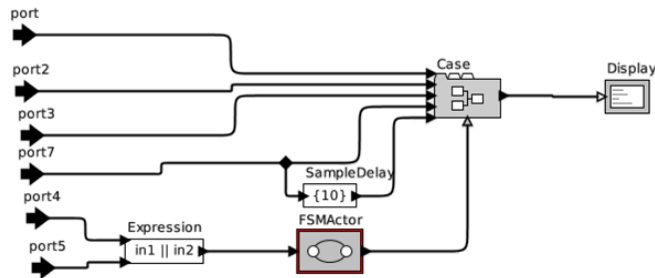 port
port2
port3
port7
port4
port5
Case
Display
SampleDelay
{10}
Expression
in1 || in2
FSMActor